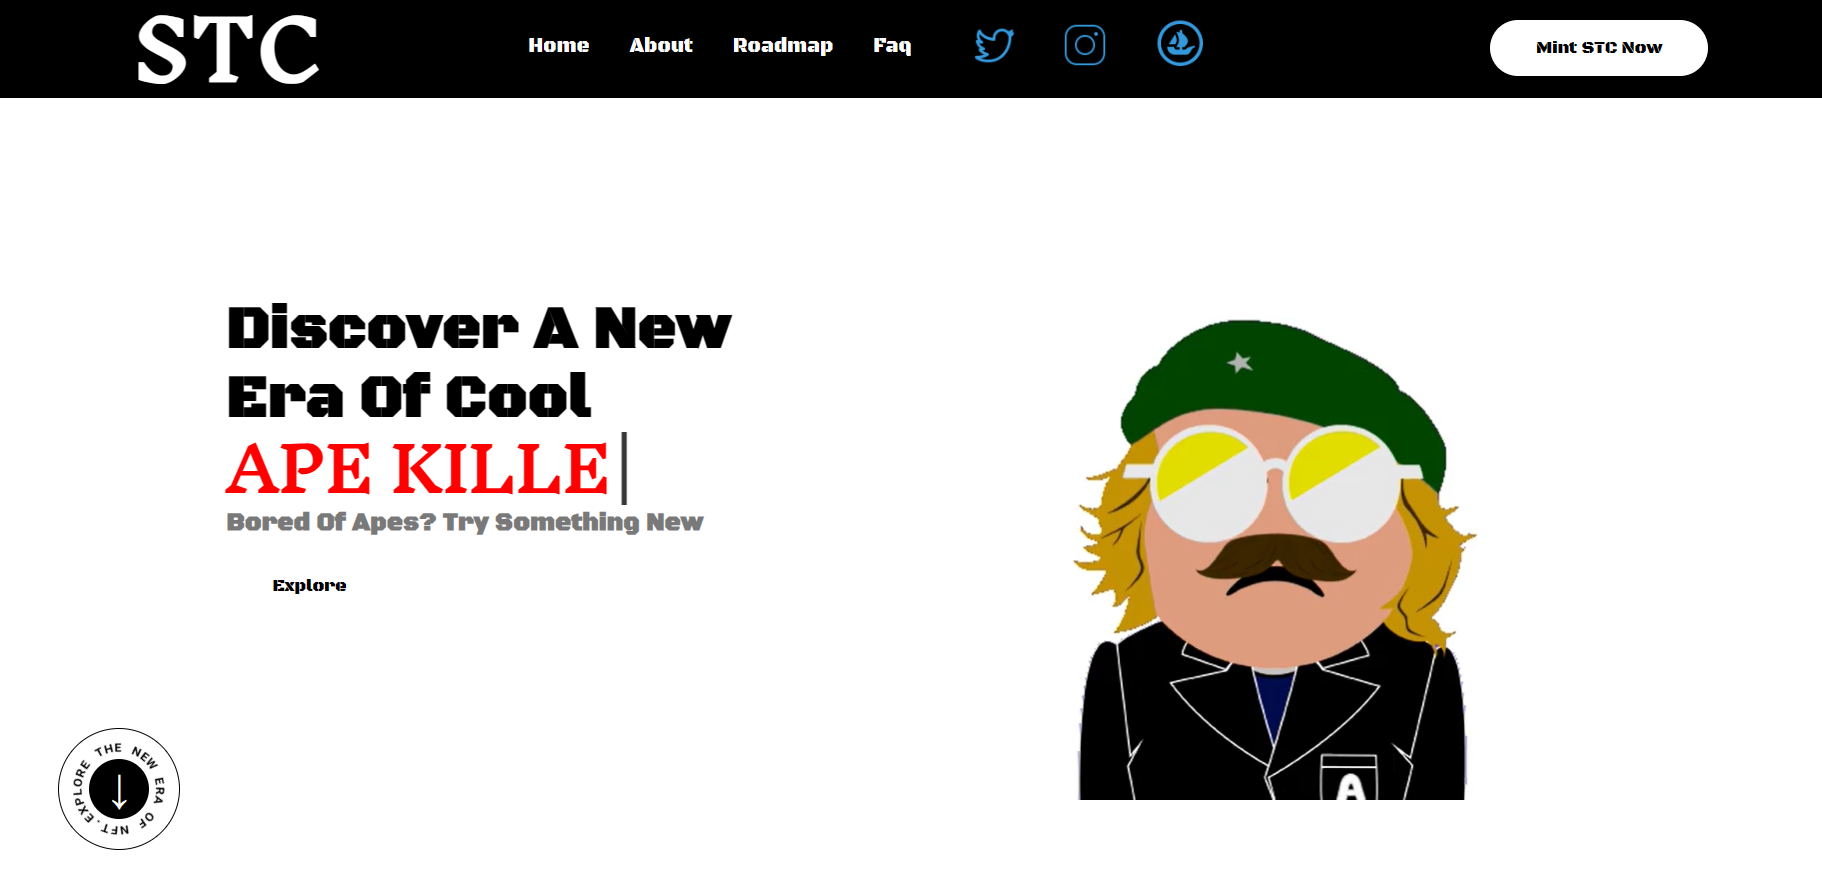 STC
Home About Roadmap Faq
Mint STC Now
Discover A New
Era Of Cool
APE KILLE
Bored Of Apes? Try Something New
Explore
EXPLORE THE NEW ERA OF NFT.
A